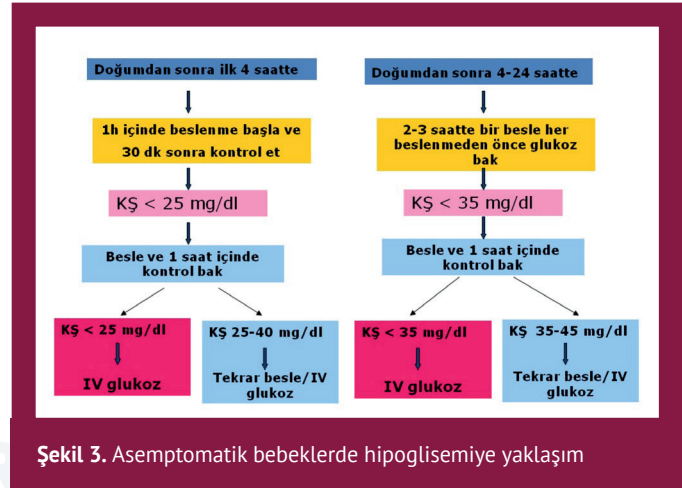 Doğumdan sonra ilk 4 saatte
1h içinde beslenme başla ve
30 dk sonra kontrol et
KŞ < 25 mg/dl
Besle ve 1 saat içinde
kontrol bak
KŞ < 25 mg/dl
IV glukoz
KŞ 25-40 mg/dl
Tekrar besle/IV
glukoz
Doğumdan sonra 4-24 saatte
2-3 saatte bir besle her
beslenmeden önce glukoz
bak
KŞ < 35 mg/dl
Besle ve 1 saat içinde
kontrol bak
KŞ < 35 mg/dl
IV glukoz
KŞ 35-45 mg/dl
Tekrar besle/IV
glukoz
Şekil 3. Asemptomatik bebeklerde hipoglisemiye yaklaşım